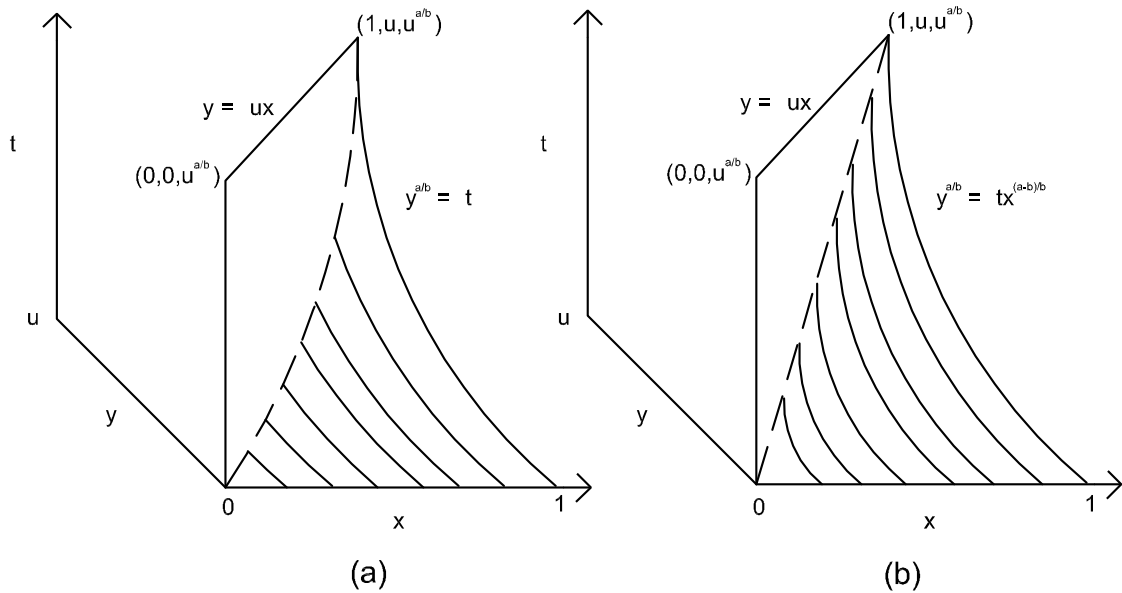 (1,u,u^{a/b})
y = ux
t
(0,0,u^{a/b})
y^{a/b} = t
u
y
0
x
1
(a)
(1,u,u^{a/b})
y = ux
t
(0,0,u^{a/b})
y^{a/b} = tx^{(a-b)/b}
u
y
0
x
1
(b)